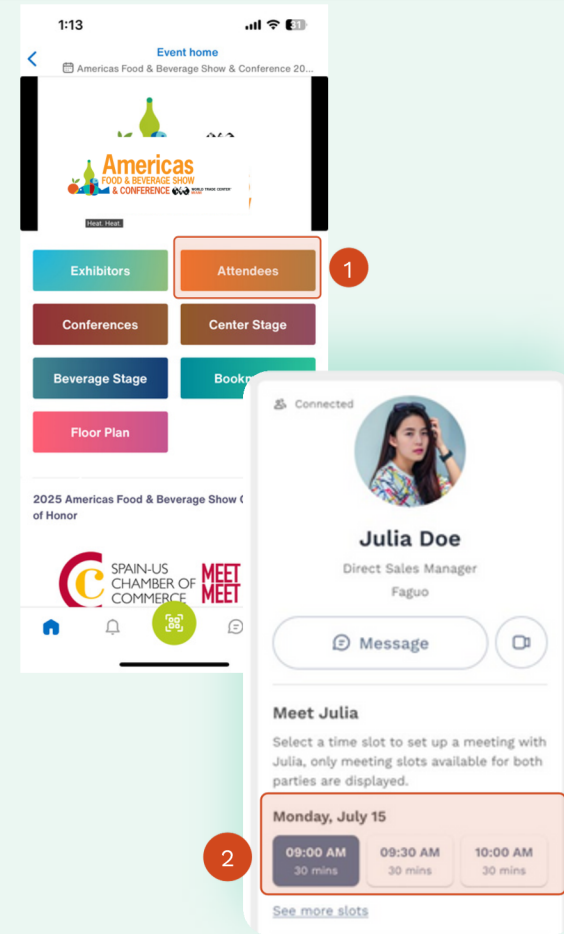 1:13
81
Event home
Americas Food & Beverage Show & Conference 20...
Americas
FOOD & BEVERAGE SHOW
& CONFERENCE
WORLD TRADE CENTER
Heat. Heat.
Exhibitors
Attendees
1
Conferences
Center Stage
Beverage Stage
Bookm
Floor Plan
2025 Americas Food & Beverage Show
of Honor
SPAIN-US
CHAMBER OF
COMMERCE
MEET
MEET
Connected
Julia Doe
Direct Sales Manager
Faguo
Message
Meet Julia
Select a time slot to set up a meeting with
Julia, only meeting slots available for both
parties are displayed.
Monday, July 15
2
09:00 AM
30 mins
09:30 AM
30 mins
10:00 AM
30 mins
See more slots